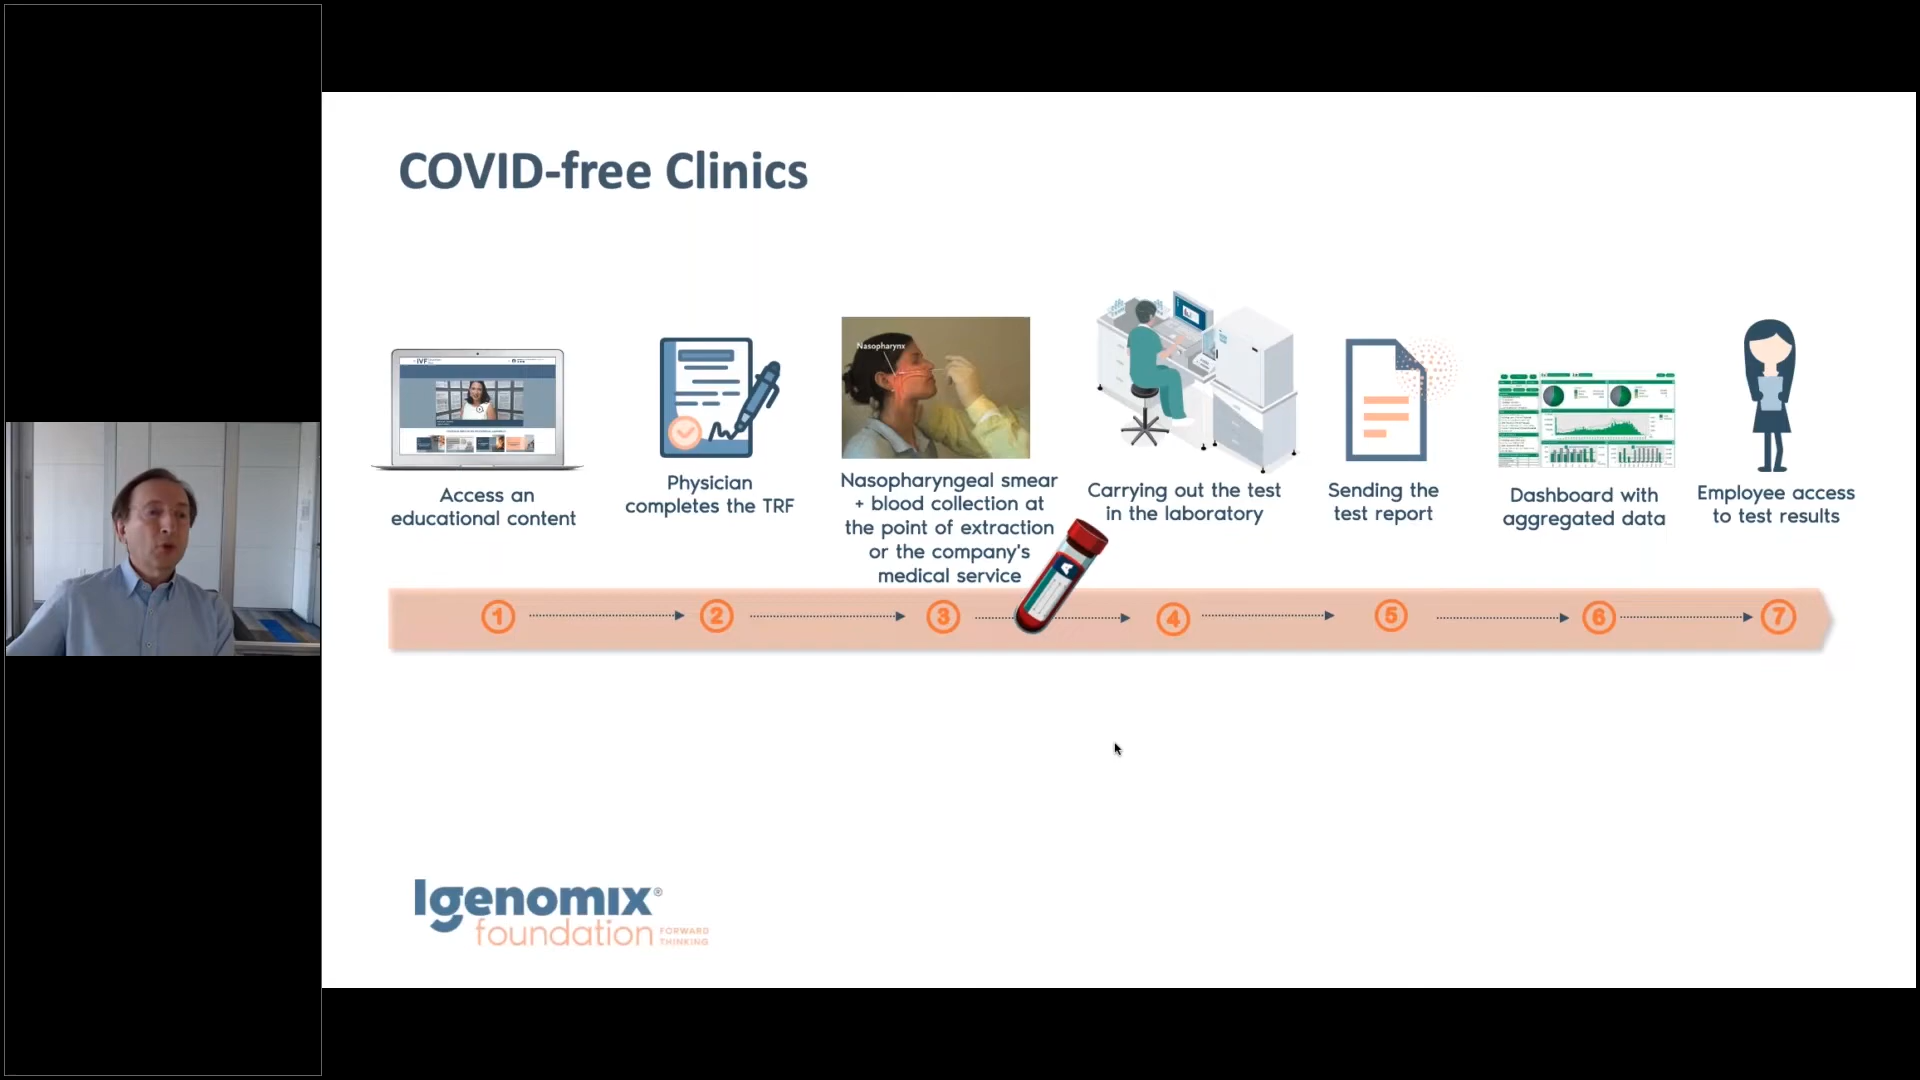 COVID-free Clinics
IVF
Nasopharynx
Access an
educational content
Physician
completes the TRF
Nasopharyngeal smear
+ blood collection at
the point of extraction
or the company's
medical service
Carrying out the test
in the laboratory
Sending the
test report
Dashboard with
aggregated data
Employee access
to test results
A
1
2
3
4
5
6
7
Igenomix®
foundation FORWARD
THINKING